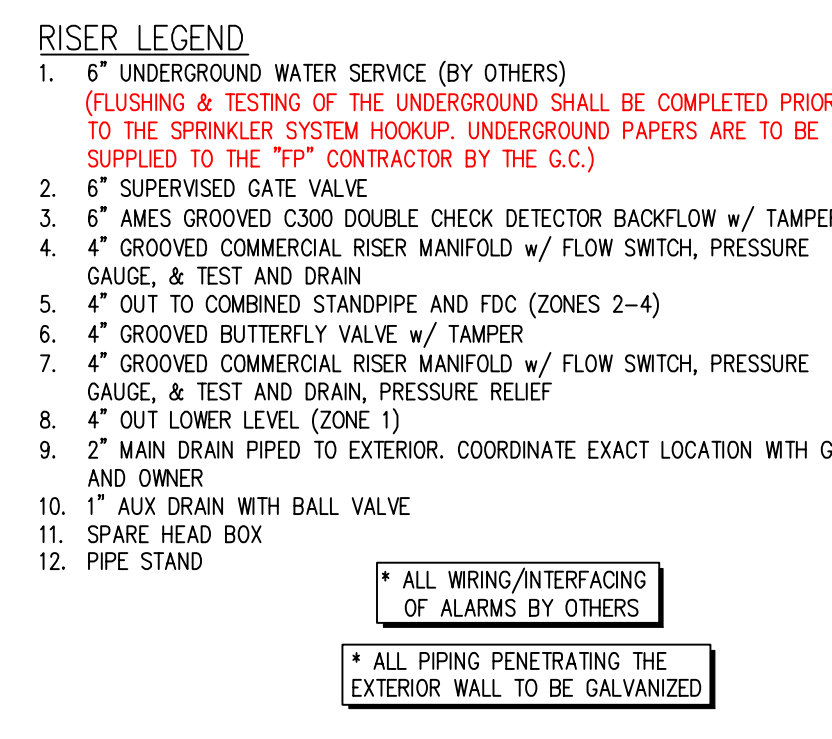 RISER LEGEND
1. 6" UNDERGROUND WATER SERVICE (BY OTHERS)
(FLUSHING & TESTING OF THE UNDERGROUND SHALL BE COMPLETED PRIOR
TO THE SPRINKLER SYSTEM HOOKUP. UNDERGROUND PAPERS ARE TO BE
SUPPLIED TO THE "FP" CONTRACTOR BY THE G.C.)
2. 6" SUPERVISED GATE VALVE
3. 6" AMES GROOVED C300 DOUBLE CHECK DETECTOR BACKFLOW w/ TAMPER
4. 4" GROOVED COMMERCIAL RISER MANIFOLD w/ FLOW SWITCH, PRESSURE
GAUGE, & TEST AND DRAIN
5. 4" OUT TO COMBINED STANDPIPE AND FDC (ZONES 2-4)
6. 4" GROOVED BUTTERFLY VALVE w/ TAMPER
7. 4" GROOVED COMMERCIAL RISER MANIFOLD w/ FLOW SWITCH, PRESSURE
GAUGE, & TEST AND DRAIN, PRESSURE RELIEF
8. 4" OUT LOWER LEVEL (ZONE 1)
9. 2" MAIN DRAIN PIPED TO EXTERIOR. COORDINATE EXACT LOCATION WITH
AND OWNER
10. 1" AUX DRAIN WITH BALL VALVE
11. SPARE HEAD BOX
12. PIPE STAND
* ALL WIRING/INTERFACING
OF ALARMS BY OTHERS
* ALL PIPING PENETRATING THE
EXTERIOR WALL TO BE GALVANIZED